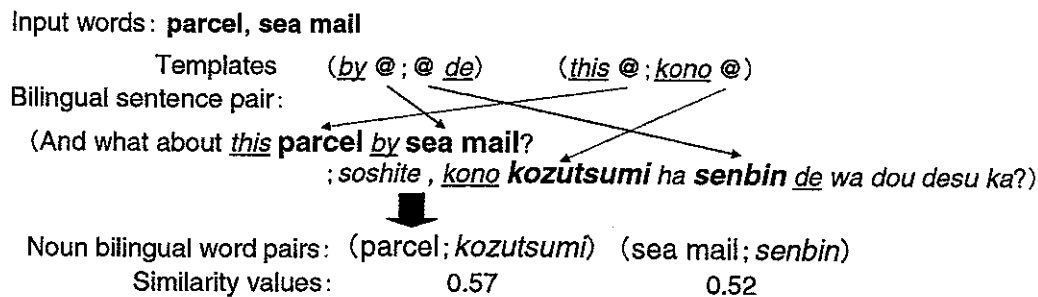 Input words: parcel, sea mail
Templates (by @ ; @ de) (this @ ; kono @)
Bilingual sentence pair:
(And what about this parcel by sea mail?
; soshite , kono kozutsumi ha senbin de wa dou desu ka?)
Noun bilingual word pairs: (parcel; kozutsumi) (sea mail; senbin)
Similarity values: 0.57 0.52